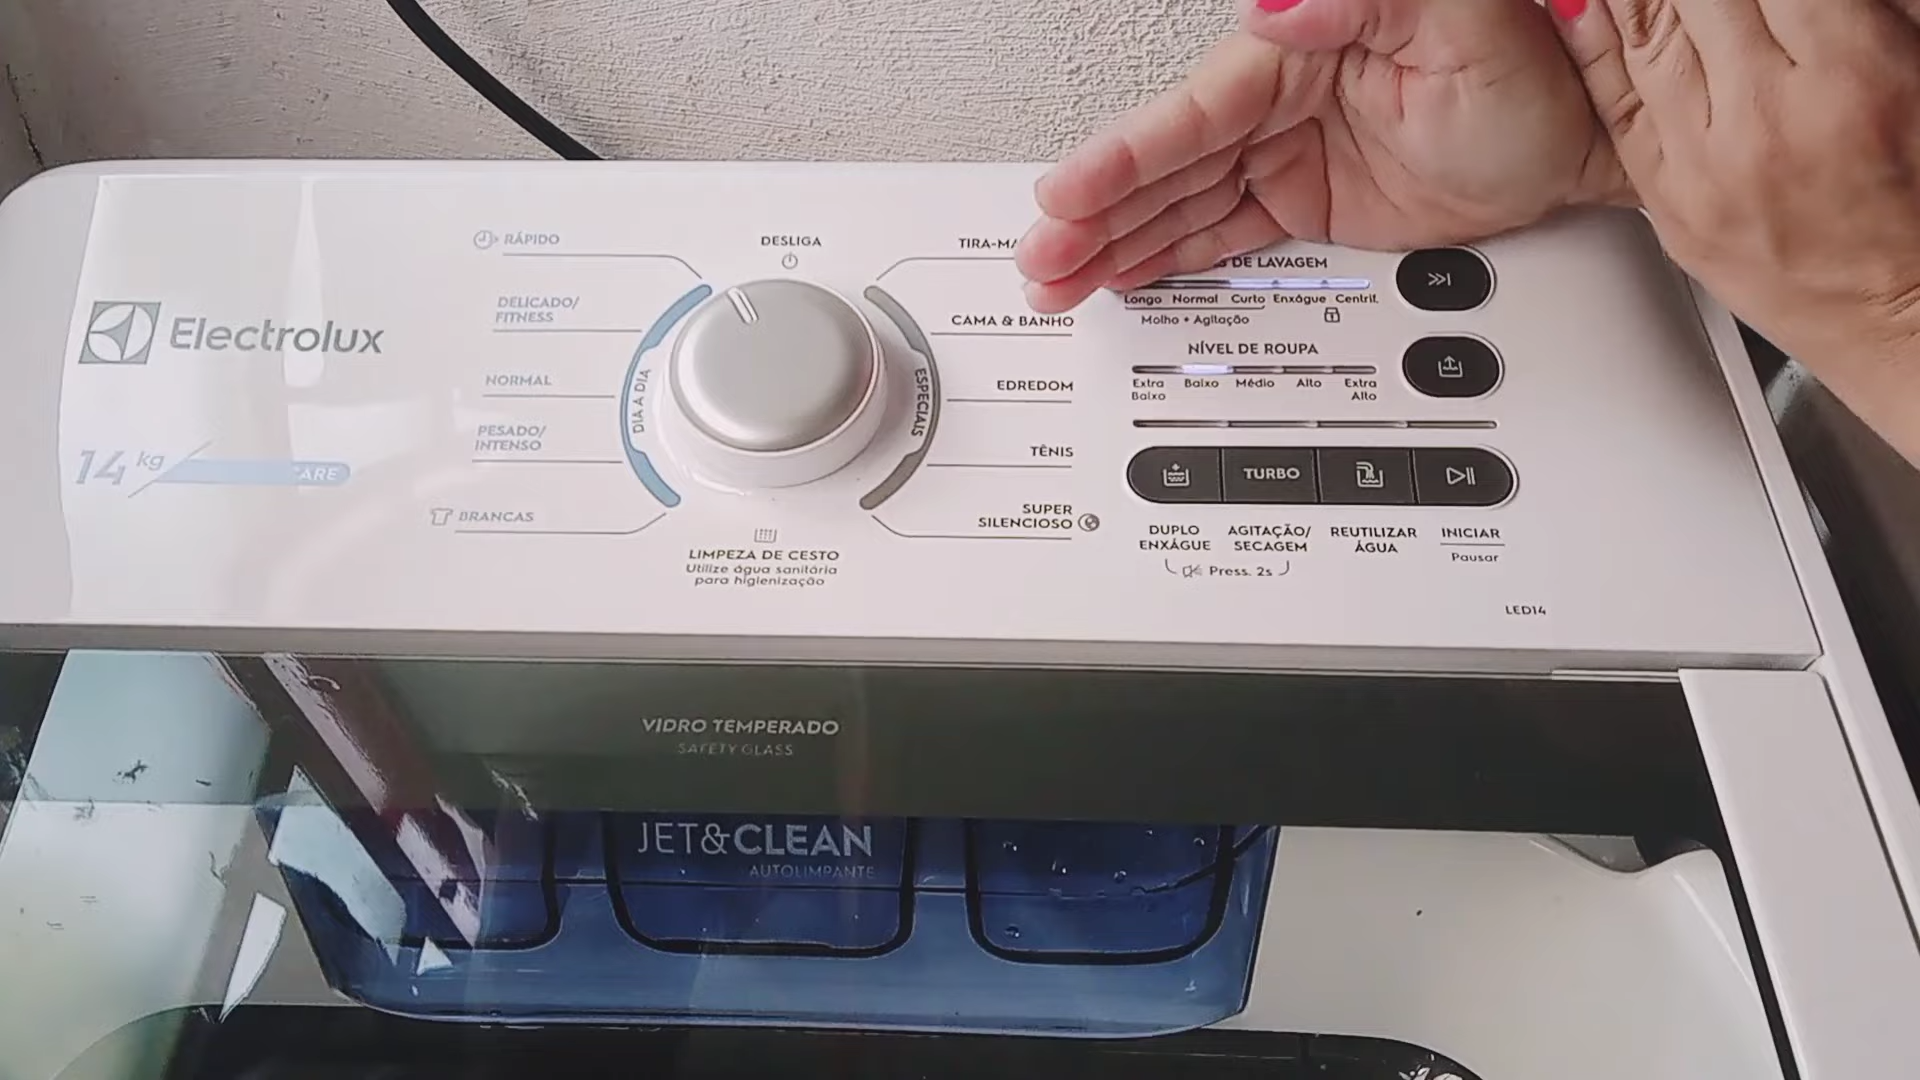 Electrolux
14 kg
ARE
RÁPIDO
DELICADO/
FITNESS
NORMAL
PESADO/
INTENSO
BRANCAS
DIA A DIA
DESLIGA
LIMPEZA DE CESTO
Utilize água sanitária
para higienização
ESPECIAIS
CAMA & BANHO
EDREDOM
TÊNIS
SUPER
SILENCIOSO
DE LAVAGEM
Longo Normal Curto Enxágue Centrif.
Molho + Agitação
NÍVEL DE ROUPA
Extra Baixo Baixo Médio Alto Extra Alto
TURBO
DUPLO ENXÁGUE
AGITAÇÃO/ SECAGEM
REUTILIZAR ÁGUA
INICIAR
Pausar
Press. 2s
LED14
VIDRO TEMPERADO
SAFETY GLASS
JET&CLEAN
AUTOLIMPANTE